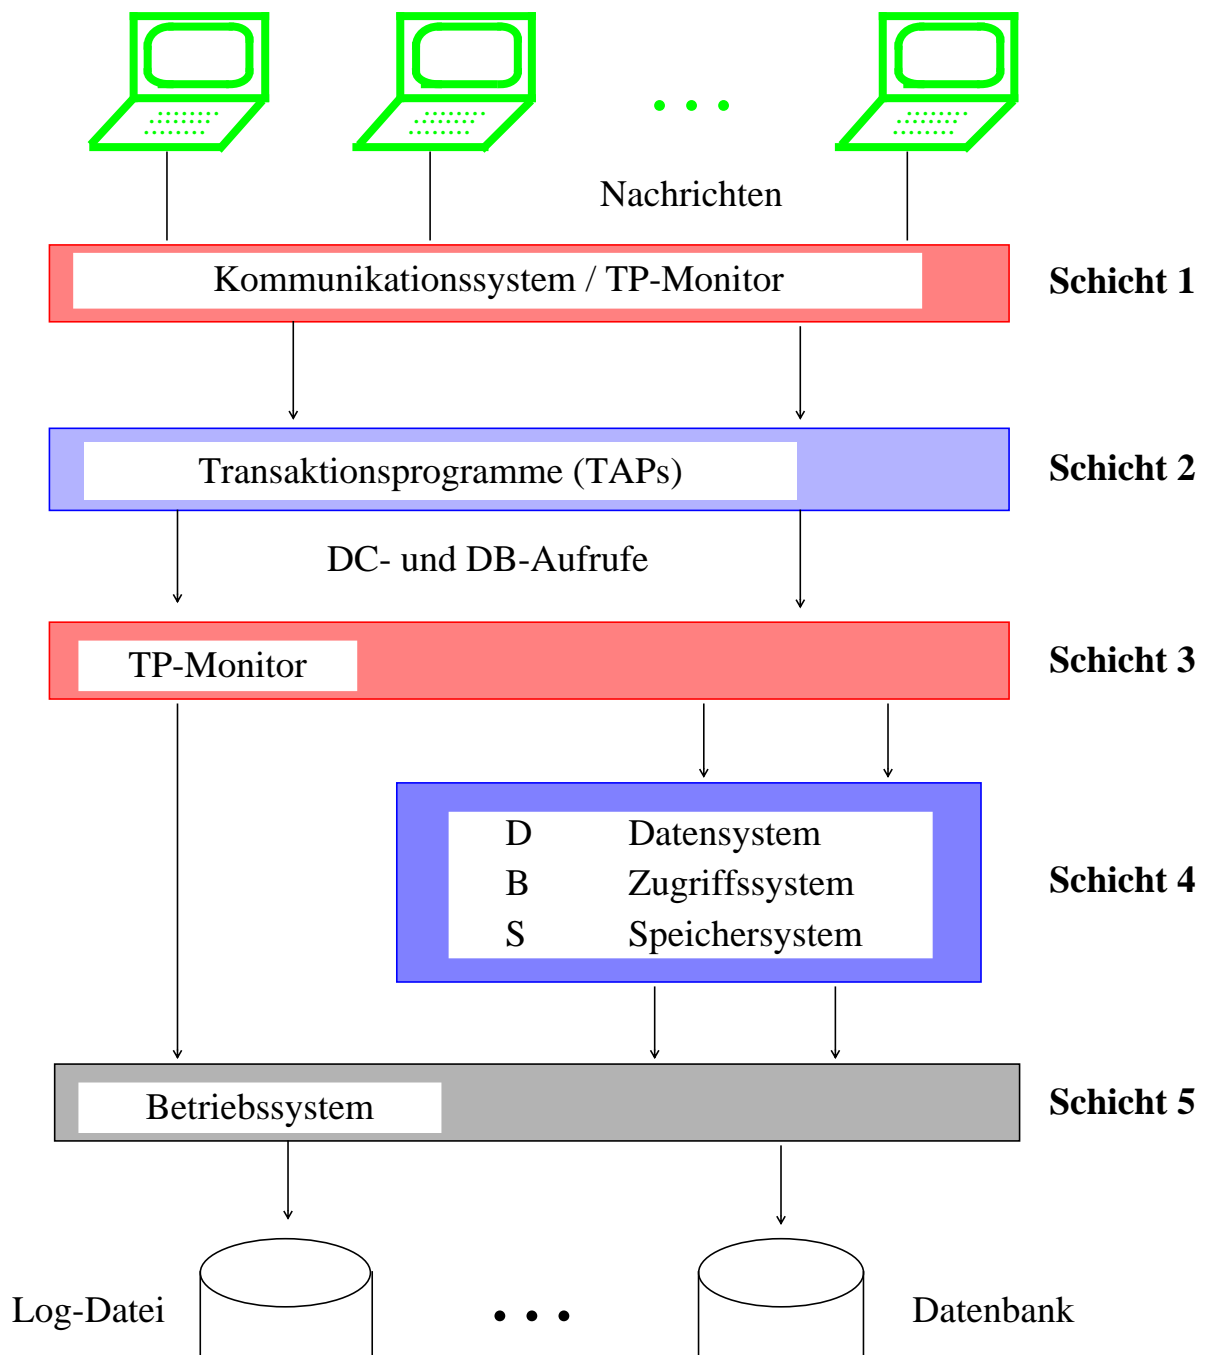 Nachrichten
Kommunikationssystem / TP-Monitor
Schicht 1
Transaktionsprogramme (TAPs)
Schicht 2
DC- und DB-Aufrufe
TP-Monitor
Schicht 3
D Datensystem
B Zugriffssystem
S Speichersystem
Schicht 4
Betriebssystem
Schicht 5
Log-Datei
Datenbank